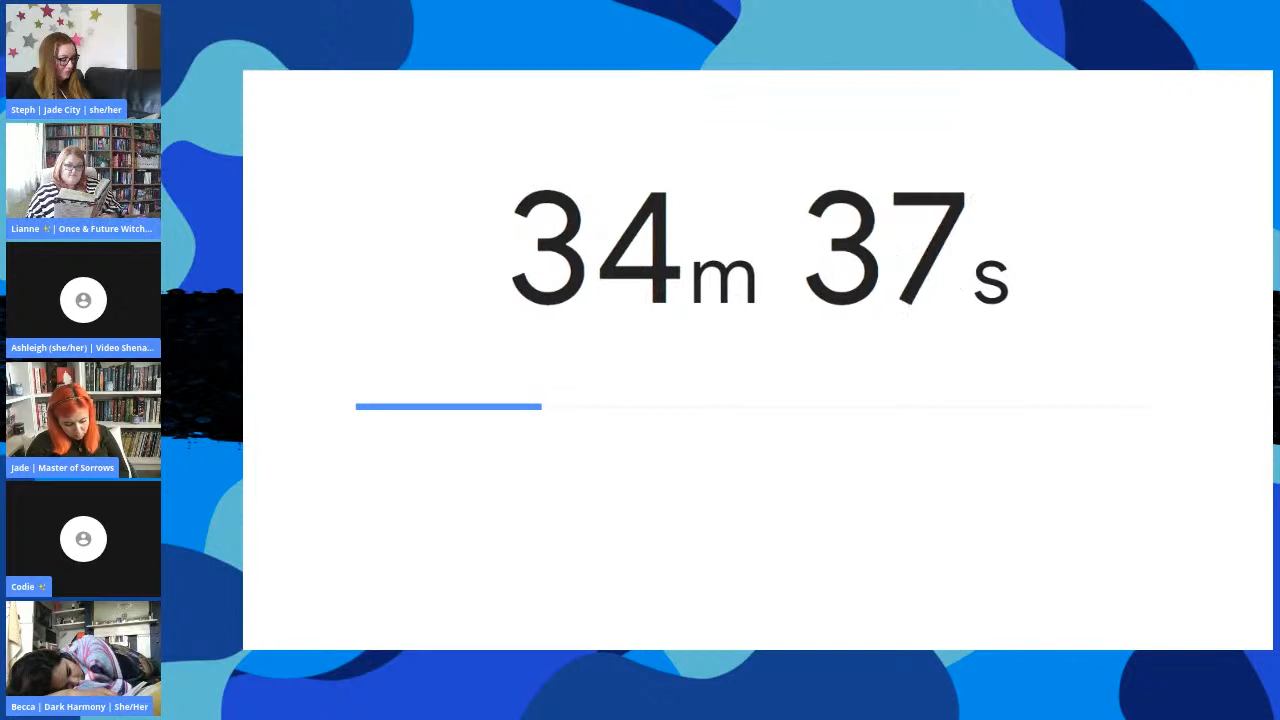 Steph | Jade City | she/her
Lianne ✨ | Once & Future Witch...
Ashleigh (she/her) | Video Shena...
Jade | Master of Sorrows
Codie ✨
Becca | Dark Harmony | She/Her
34m 37s